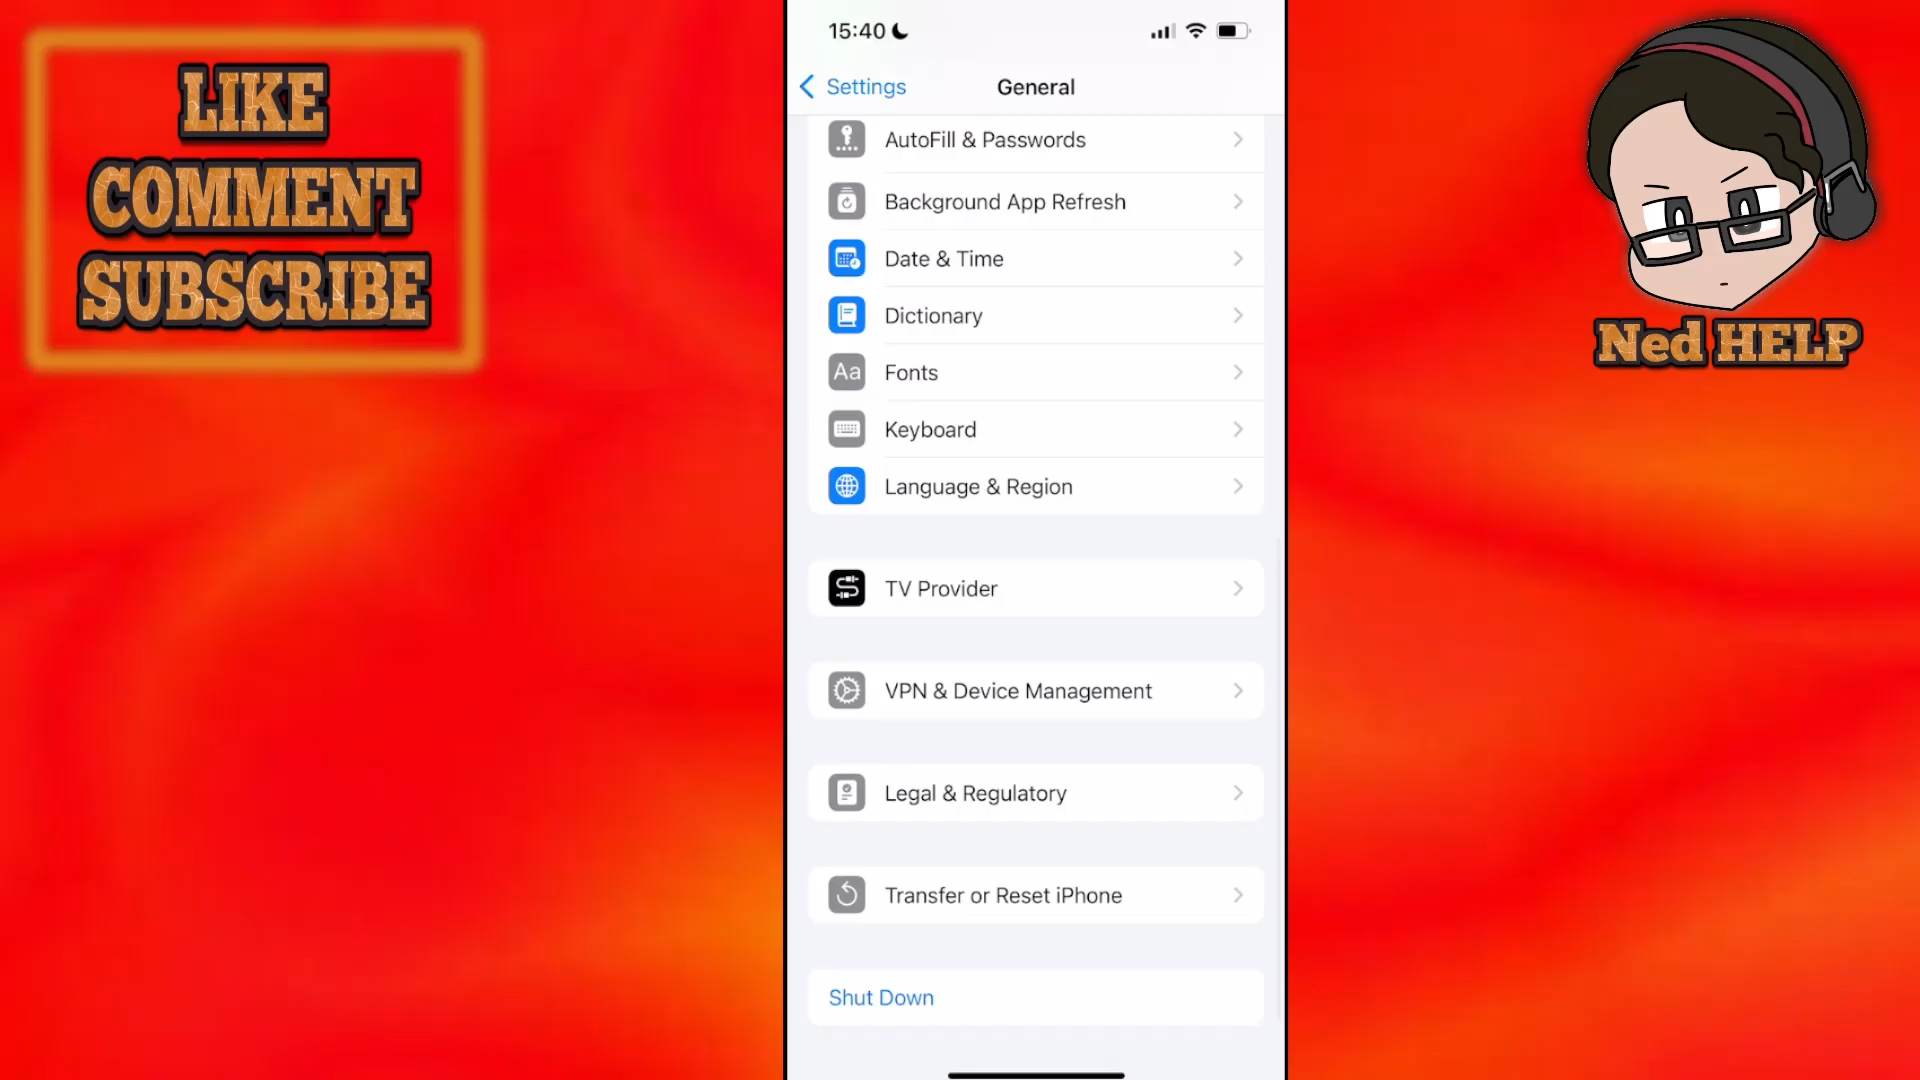 LIKE
COMMENT
SUBSCRIBE
15:40
Settings
General
AutoFill & Passwords
Background App Refresh
Date & Time
Dictionary
Aa
Fonts
Keyboard
Language & Region
TV Provider
VPN & Device Management
Legal & Regulatory
Transfer or Reset iPhone
Shut Down
Ned HELP